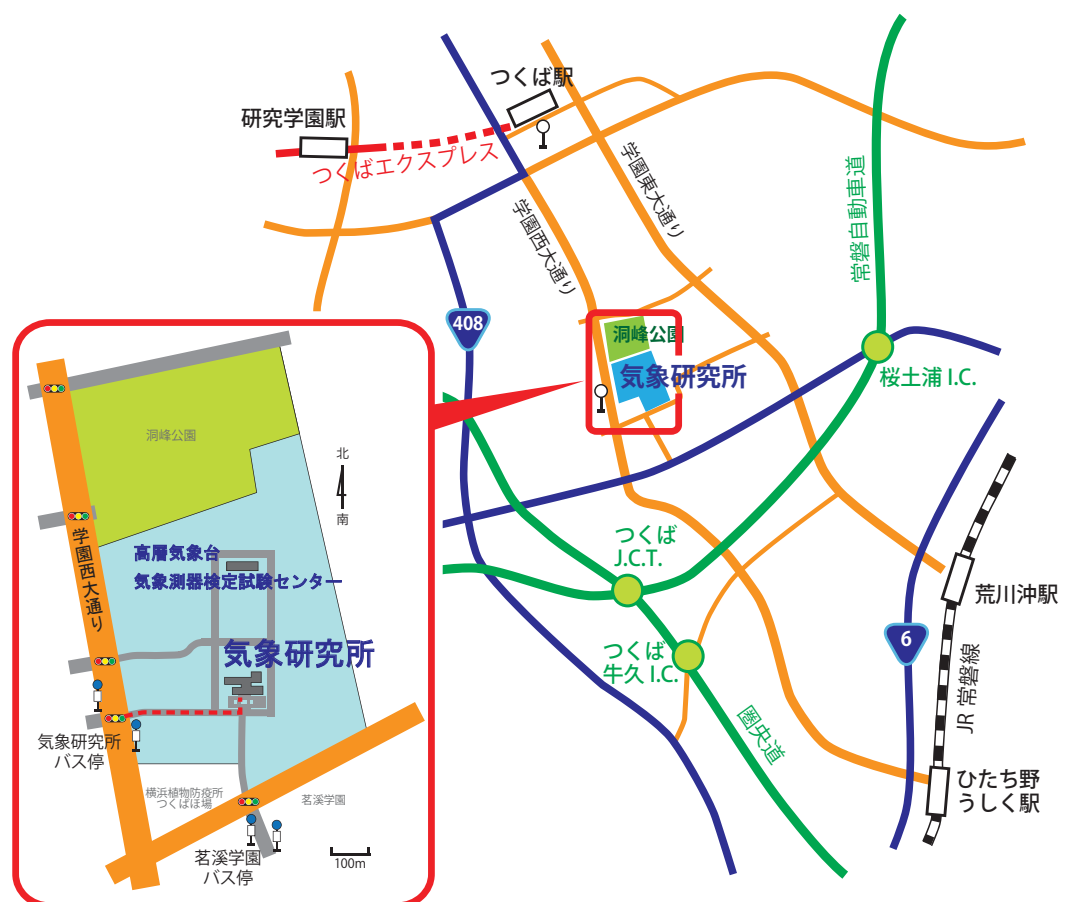 つくば駅
研究学園駅
つくばエクスプレス
学園東大通り
学園西大通り
常磐自動車道
408
洞峰公園
気象研究所
桜土浦 I.C.
つくば
J.C.T.
つくば
牛久 I.C.
圏央道
6
荒川沖駅
JR 常磐線
ひたち野
うしく駅
洞峰公園
北
南
学園西大通り
高層気象台
気象測器検定試験センター
気象研究所
気象研究所
バス停
横浜植物防疫所
つくばほ場
茗溪学園
茗溪学園
バス停
100m